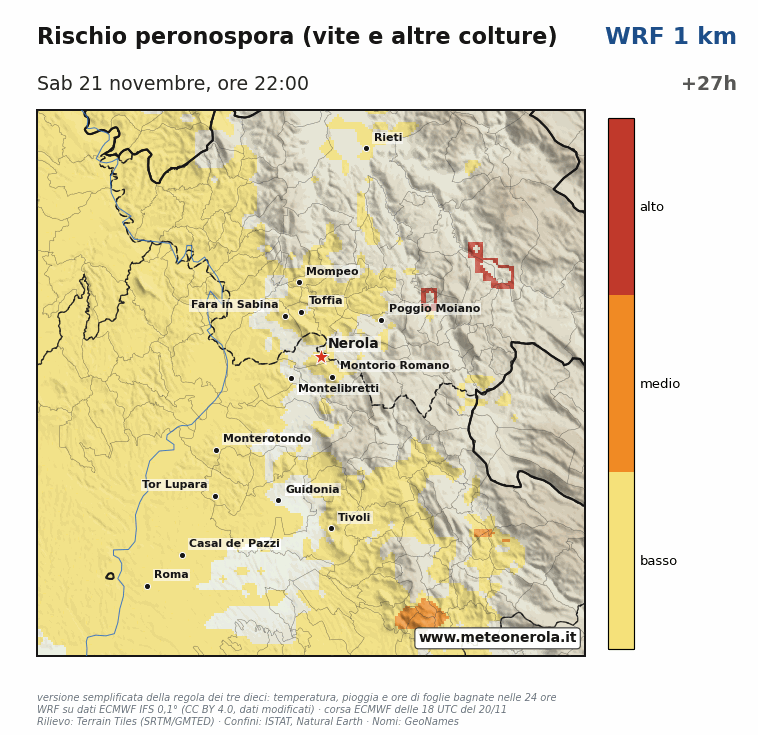 Rischio peronospora (vite e altre colture)
WRF 1 km
Sab 21 novembre, ore 22:00
+27h
Rieti
alto
Mompeo
Fara in Sabina
Toffia
Poggio Moiano
Nerola
Montorio Romano
medio
Montelibretti
Monterotondo
Tor Lupara
Guidonia
Tivoli
Casal de' Pazzi
basso
Roma
www.meteonerola.it
versione semplificata della regola dei tre dieci: temperatura, pioggia e ore di foglie bagnate nelle 24 ore
WRF su dati ECMWF IFS 0,1° (CC BY 4.0, dati modificati) · corsa ECMWF delle 18 UTC del 20/11
Rilievo: Terrain Tiles (SRTM/GMTED) · Confini: ISTAT, Natural Earth · Nomi: GeoNames